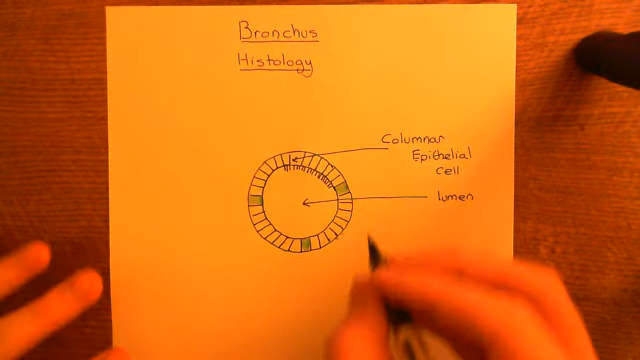 Bronchus
Histology
Columnar
Epithelial
Cell
lumen